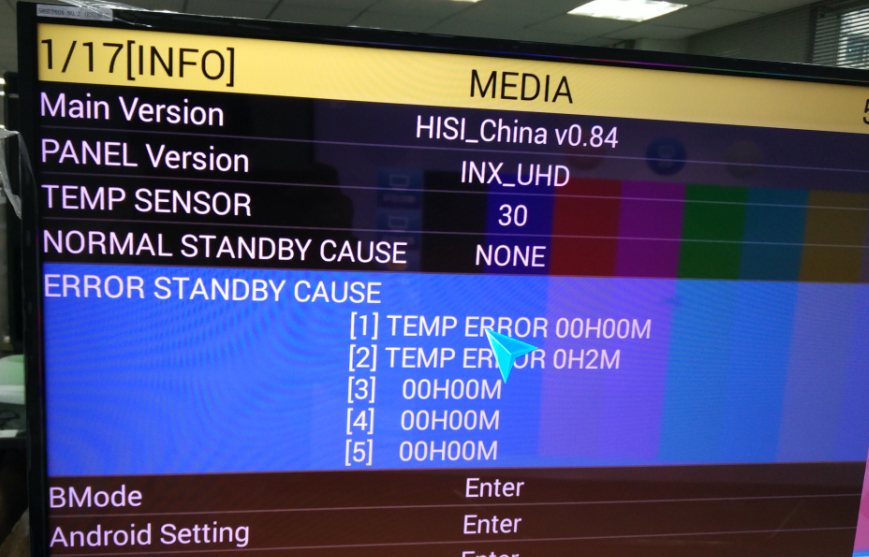 1/17[INFO] MEDIA
Main Version HISI_China v0.84
PANEL Version INX_UHD
TEMP SENSOR 30
NORMAL STANDBY CAUSE NONE
ERROR STANDBY CAUSE
[1] TEMP ERROR 00H00M
[2] TEMP ERROR 0H2M
[3] 00H00M
[4] 00H00M
[5] 00H00M
BMode Enter
Android Setting Enter